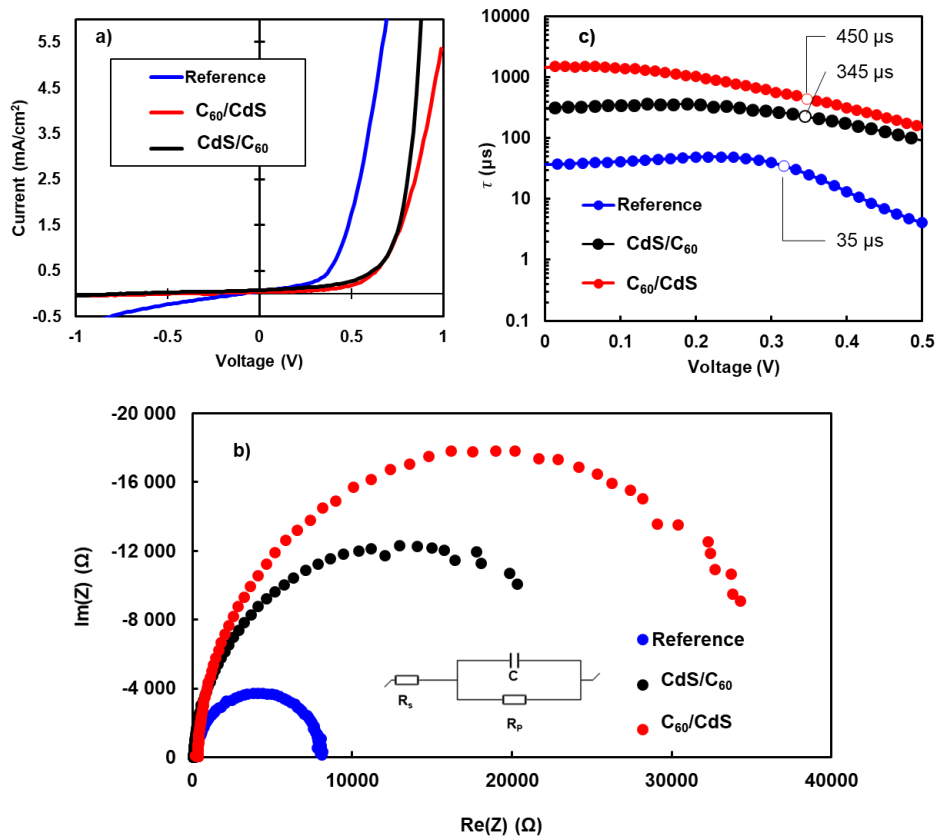 a)
5.5
4.5
3.5
2.5
1.5
0.5
-0.5
Current (mA/cm²)
-1
-0.5
0
0.5
1
Voltage (V)
Reference
C₆₀/CdS
CdS/C₆₀
c)
10000
1000
100
10
1
0.1
τ (µs)
0
0.1
0.2
0.3
0.4
0.5
Voltage (V)
450 µs
345 µs
35 µs
Reference
CdS/C₆₀
C₆₀/CdS
b)
-20 000
-16 000
-12 000
-8 000
-4 000
0
Im(Z) (Ω)
0
10000
20000
30000
40000
Re(Z) (Ω)
C
Rₛ
Rₚ
Reference
CdS/C₆₀
C₆₀/CdS